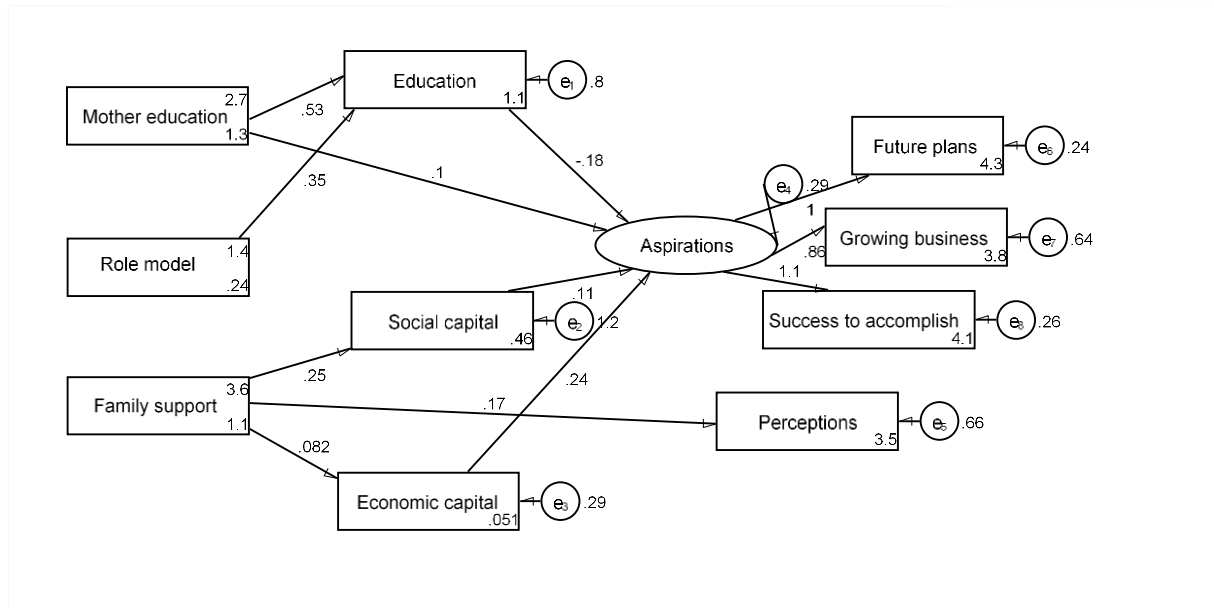 Education
1.1
e1
.8
Mother education
2.7
1.3
.53
.35
.1
-.18
Future plans
4.3
e6
.24
e4
.29
1
Role model
1.4
.24
Aspirations
Growing business
3.8
e7
.64
.86
1.1
Social capital
.46
e2
1.2
.11
Success to accomplish
4.1
e8
.26
.25
.24
Family support
3.6
1.1
.17
Perceptions
3.5
e5
.66
.082
Economic capital
.051
e3
.29